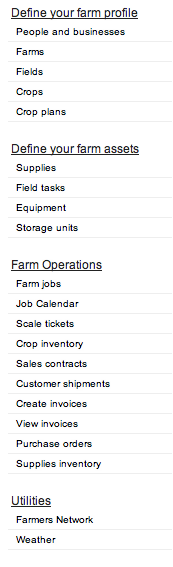 Define your farm profile
People and businesses
Farms
Fields
Crops
Crop plans
Define your farm assets
Supplies
Field tasks
Equipment
Storage units
Farm Operations
Farm jobs
Job Calendar
Scale tickets
Crop inventory
Sales contracts
Customer shipments
Create invoices
View invoices
Purchase orders
Supplies inventory
Utilities
Farmers Network
Weather